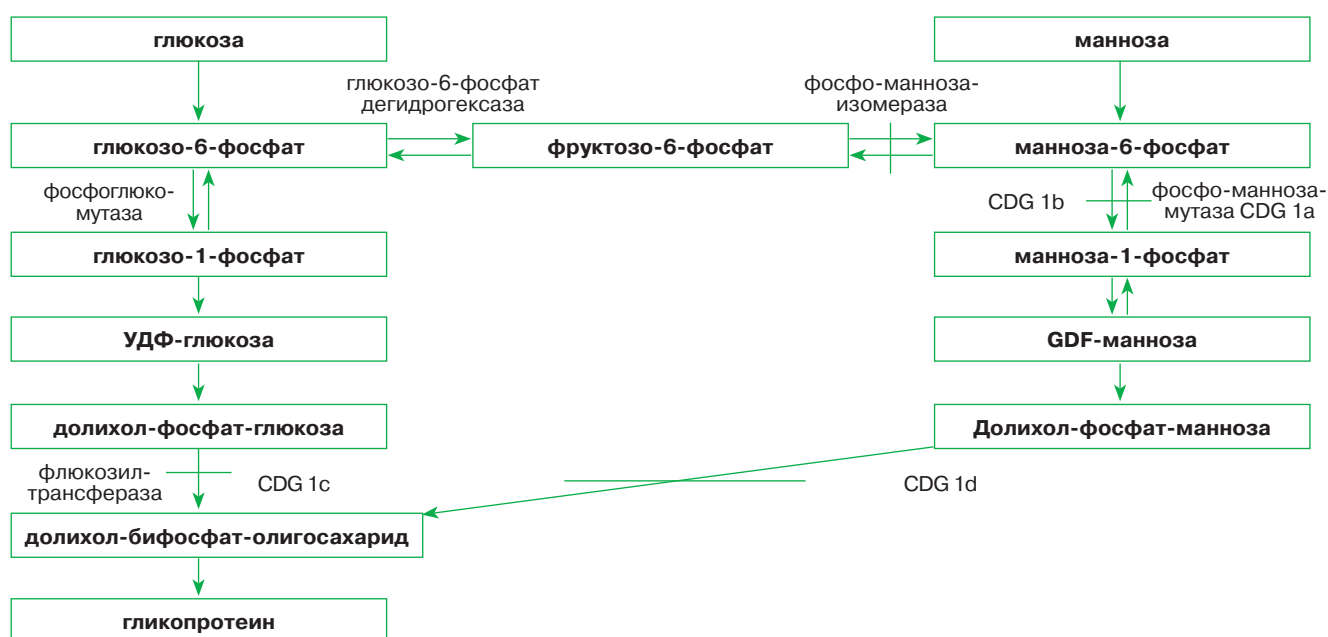 глюкоза
манноза
глюкозо-6-фосфат
дегидрогексаза
фосфо-манноза-
изомераза
глюкозо-6-фосфат
фруктозо-6-фосфат
манноза-6-фосфат
фосфоглюко-
мутаза
CDG 1b
фосфо-манноза-
мутаза CDG 1a
глюкозо-1-фосфат
манноза-1-фосфат
УДФ-глюкоза
GDF-манноза
долихол-фосфат-глюкоза
Долихол-фосфат-манноза
флюкозил-
трансфераза
CDG 1c
CDG 1d
долихол-бифосфат-олигосахарид
гликопротеин